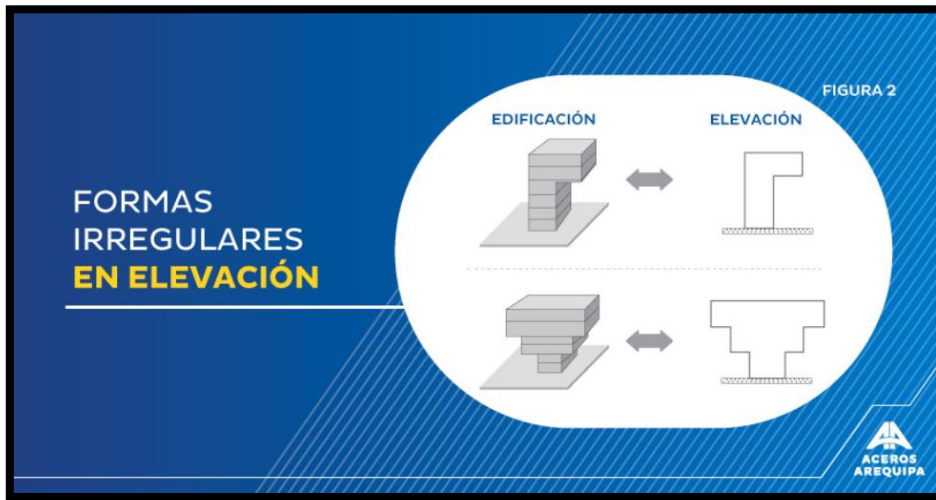 FORMAS
IRREGULARES
EN ELEVACIÓN
FIGURA 2
EDIFICACIÓN
ELEVACIÓN
ACEROS
AREQUIPA